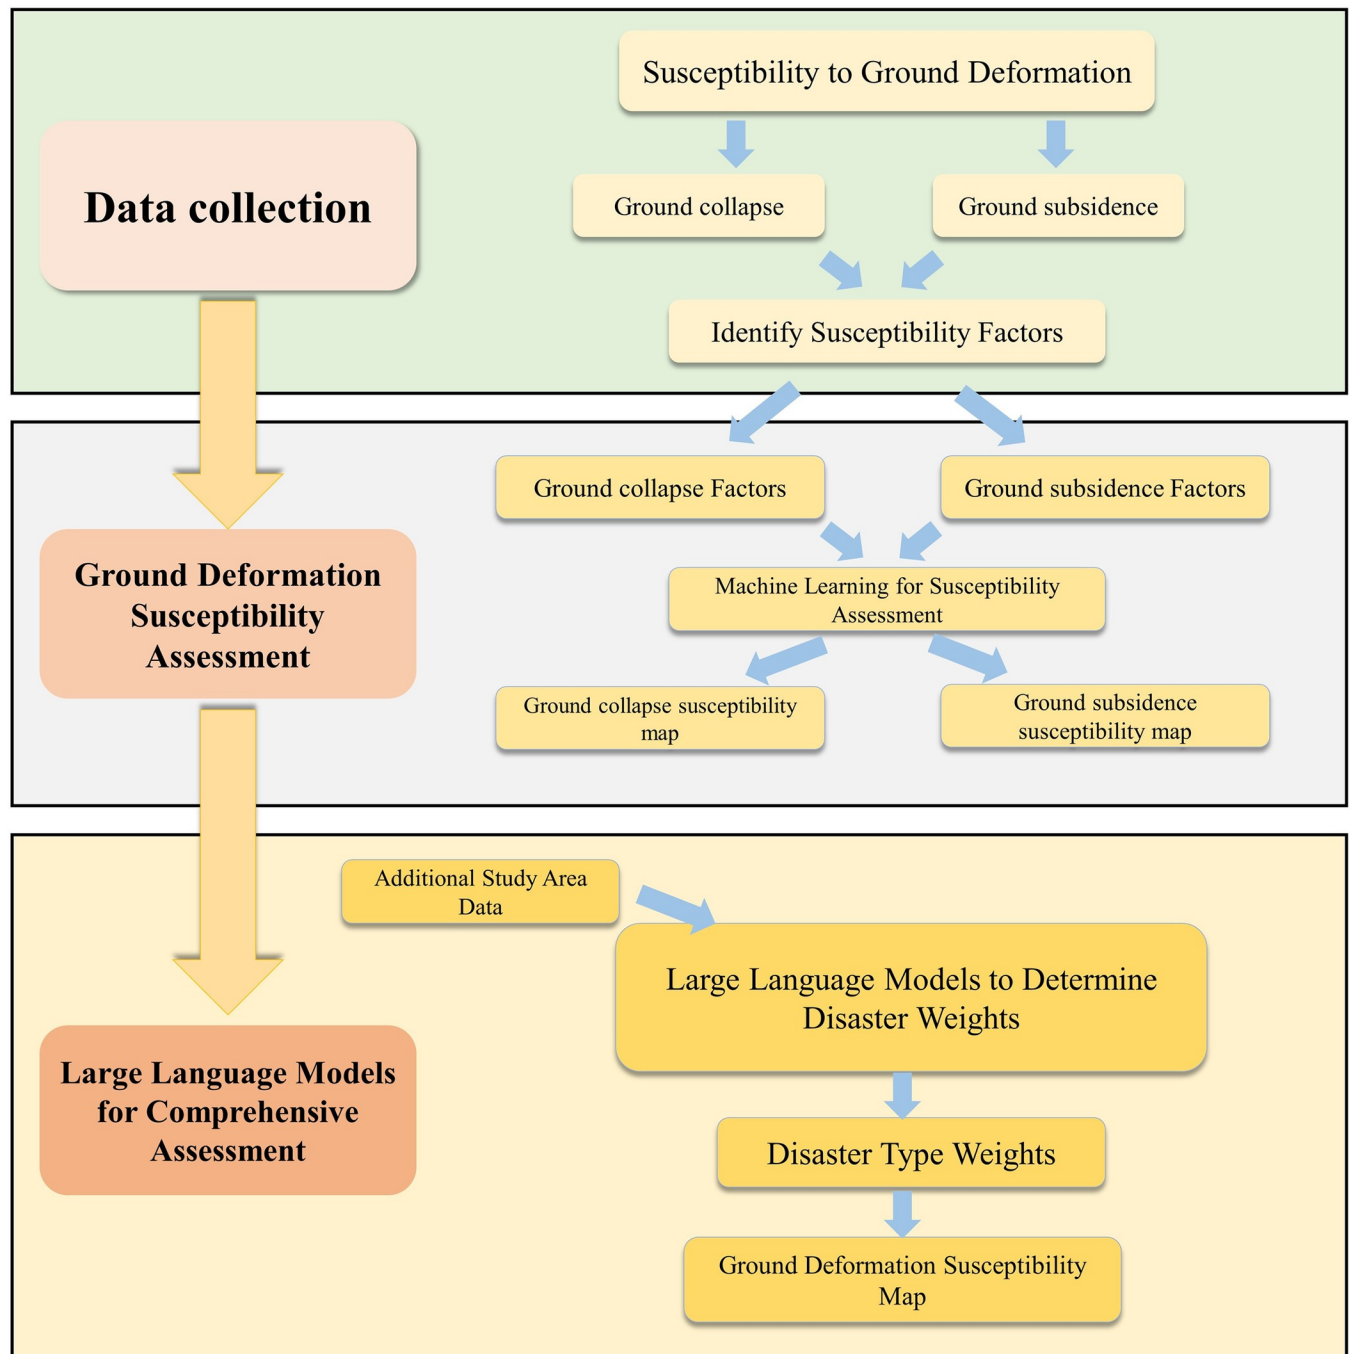 Susceptibility to Ground Deformation
Data collection
Ground collapse
Ground subsidence
Identify Susceptibility Factors
Ground collapse Factors
Ground subsidence Factors
Ground Deformation
Susceptibility
Assessment
Machine Learning for Susceptibility
Assessment
Ground collapse susceptibility
map
Ground subsidence
susceptibility map
Additional Study Area
Data
Large Language Models to Determine
Disaster Weights
Large Language Models
for Comprehensive
Assessment
Disaster Type Weights
Ground Deformation Susceptibility
Map